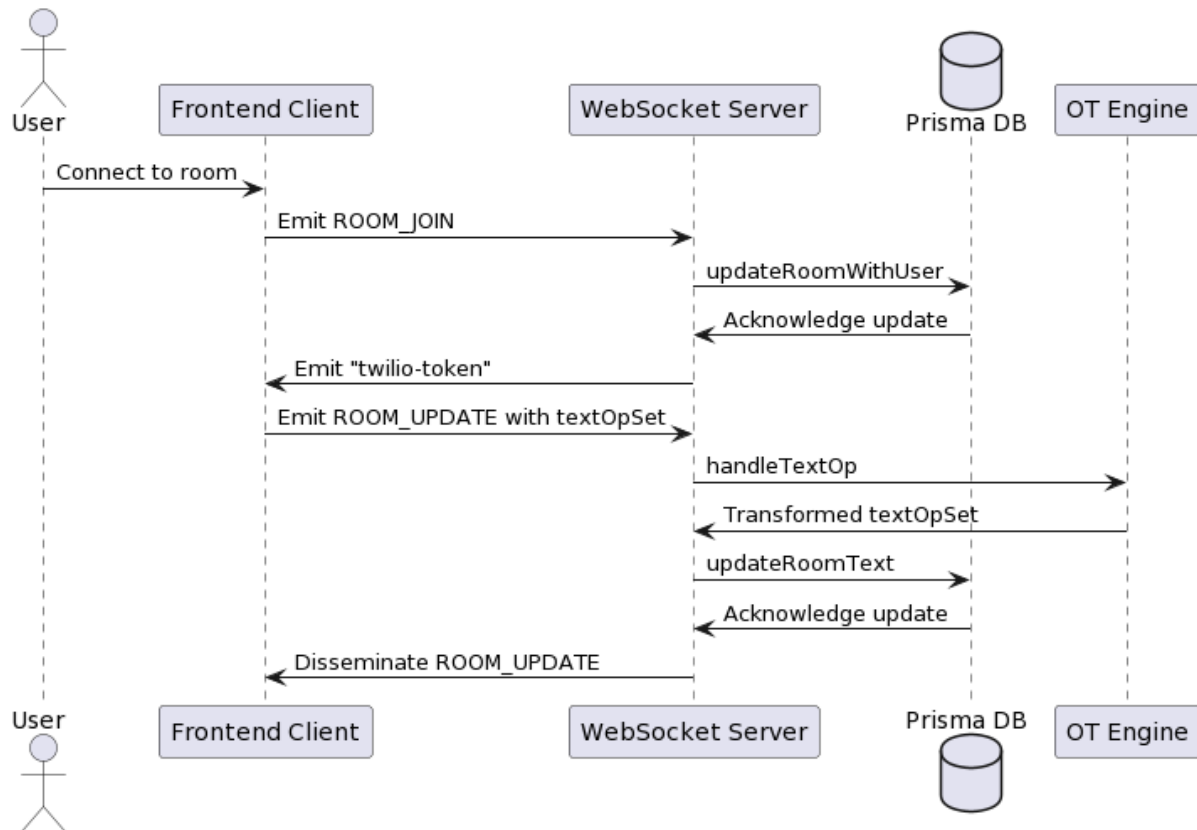 User
Frontend Client
WebSocket Server
Prisma DB
OT Engine
Connect to room
Emit ROOM_JOIN
updateRoomWithUser
Acknowledge update
Emit "twilio-token"
Emit ROOM_UPDATE with textOpSet
handleTextOp
Transformed textOpSet
updateRoomText
Acknowledge update
Disseminate ROOM_UPDATE
User
Frontend Client
WebSocket Server
Prisma DB
OT Engine